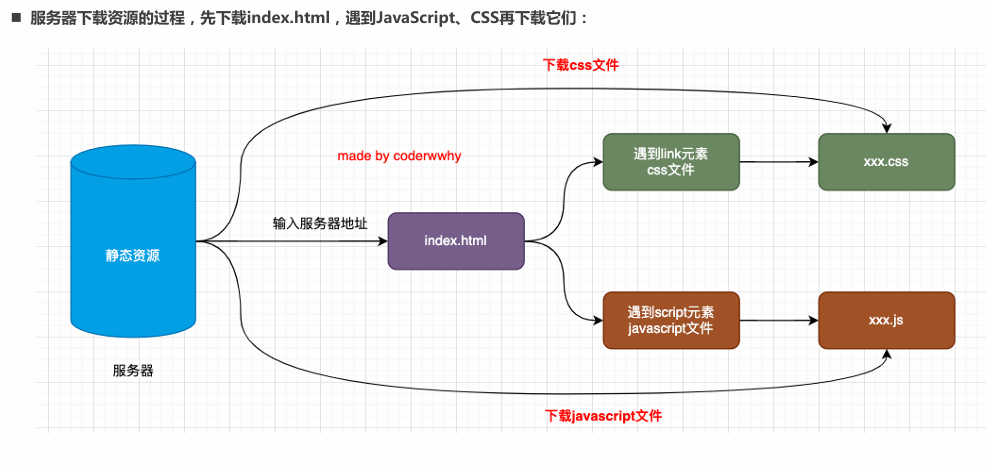 服务器下载资源的过程，先下载index.html，遇到JavaScript、CSS再下载它们：
下载css文件
made by coderwwhy
遇到link元素
css文件
xxx.css
输入服务器地址
index.html
静态资源
遇到script元素
javascript文件
xxx.js
服务器
下载javascript文件